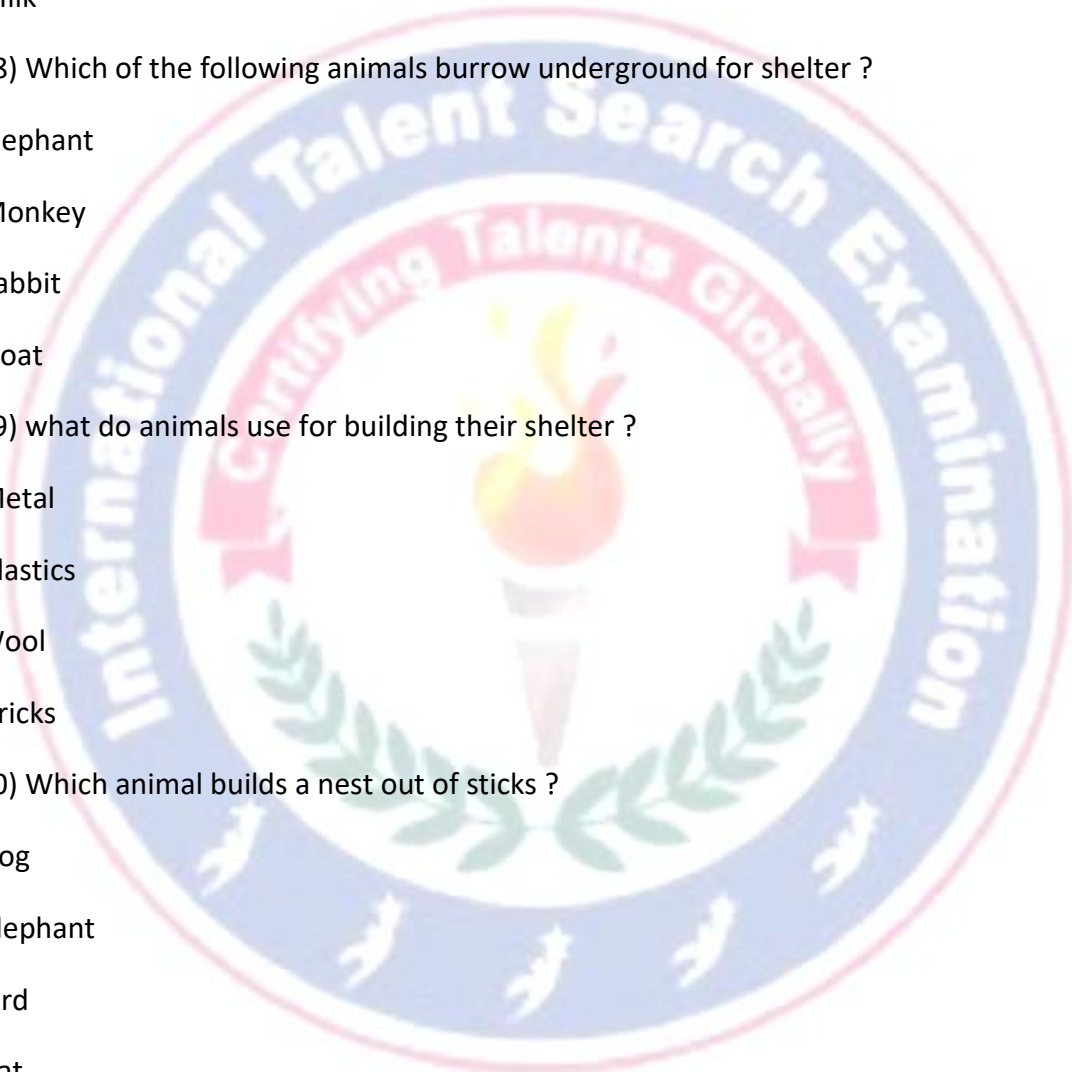 ilk
8) Which of the following animals burrow underground for shelter ?
lephant
Monkey
abbit
oat
9) what do animals use for building their shelter ?
Metal
lastics
Wool
ricks
0) Which animal builds a nest out of sticks ?
og
lephant
rd
at
International Talent Search Examination
Certifying Talents Globally